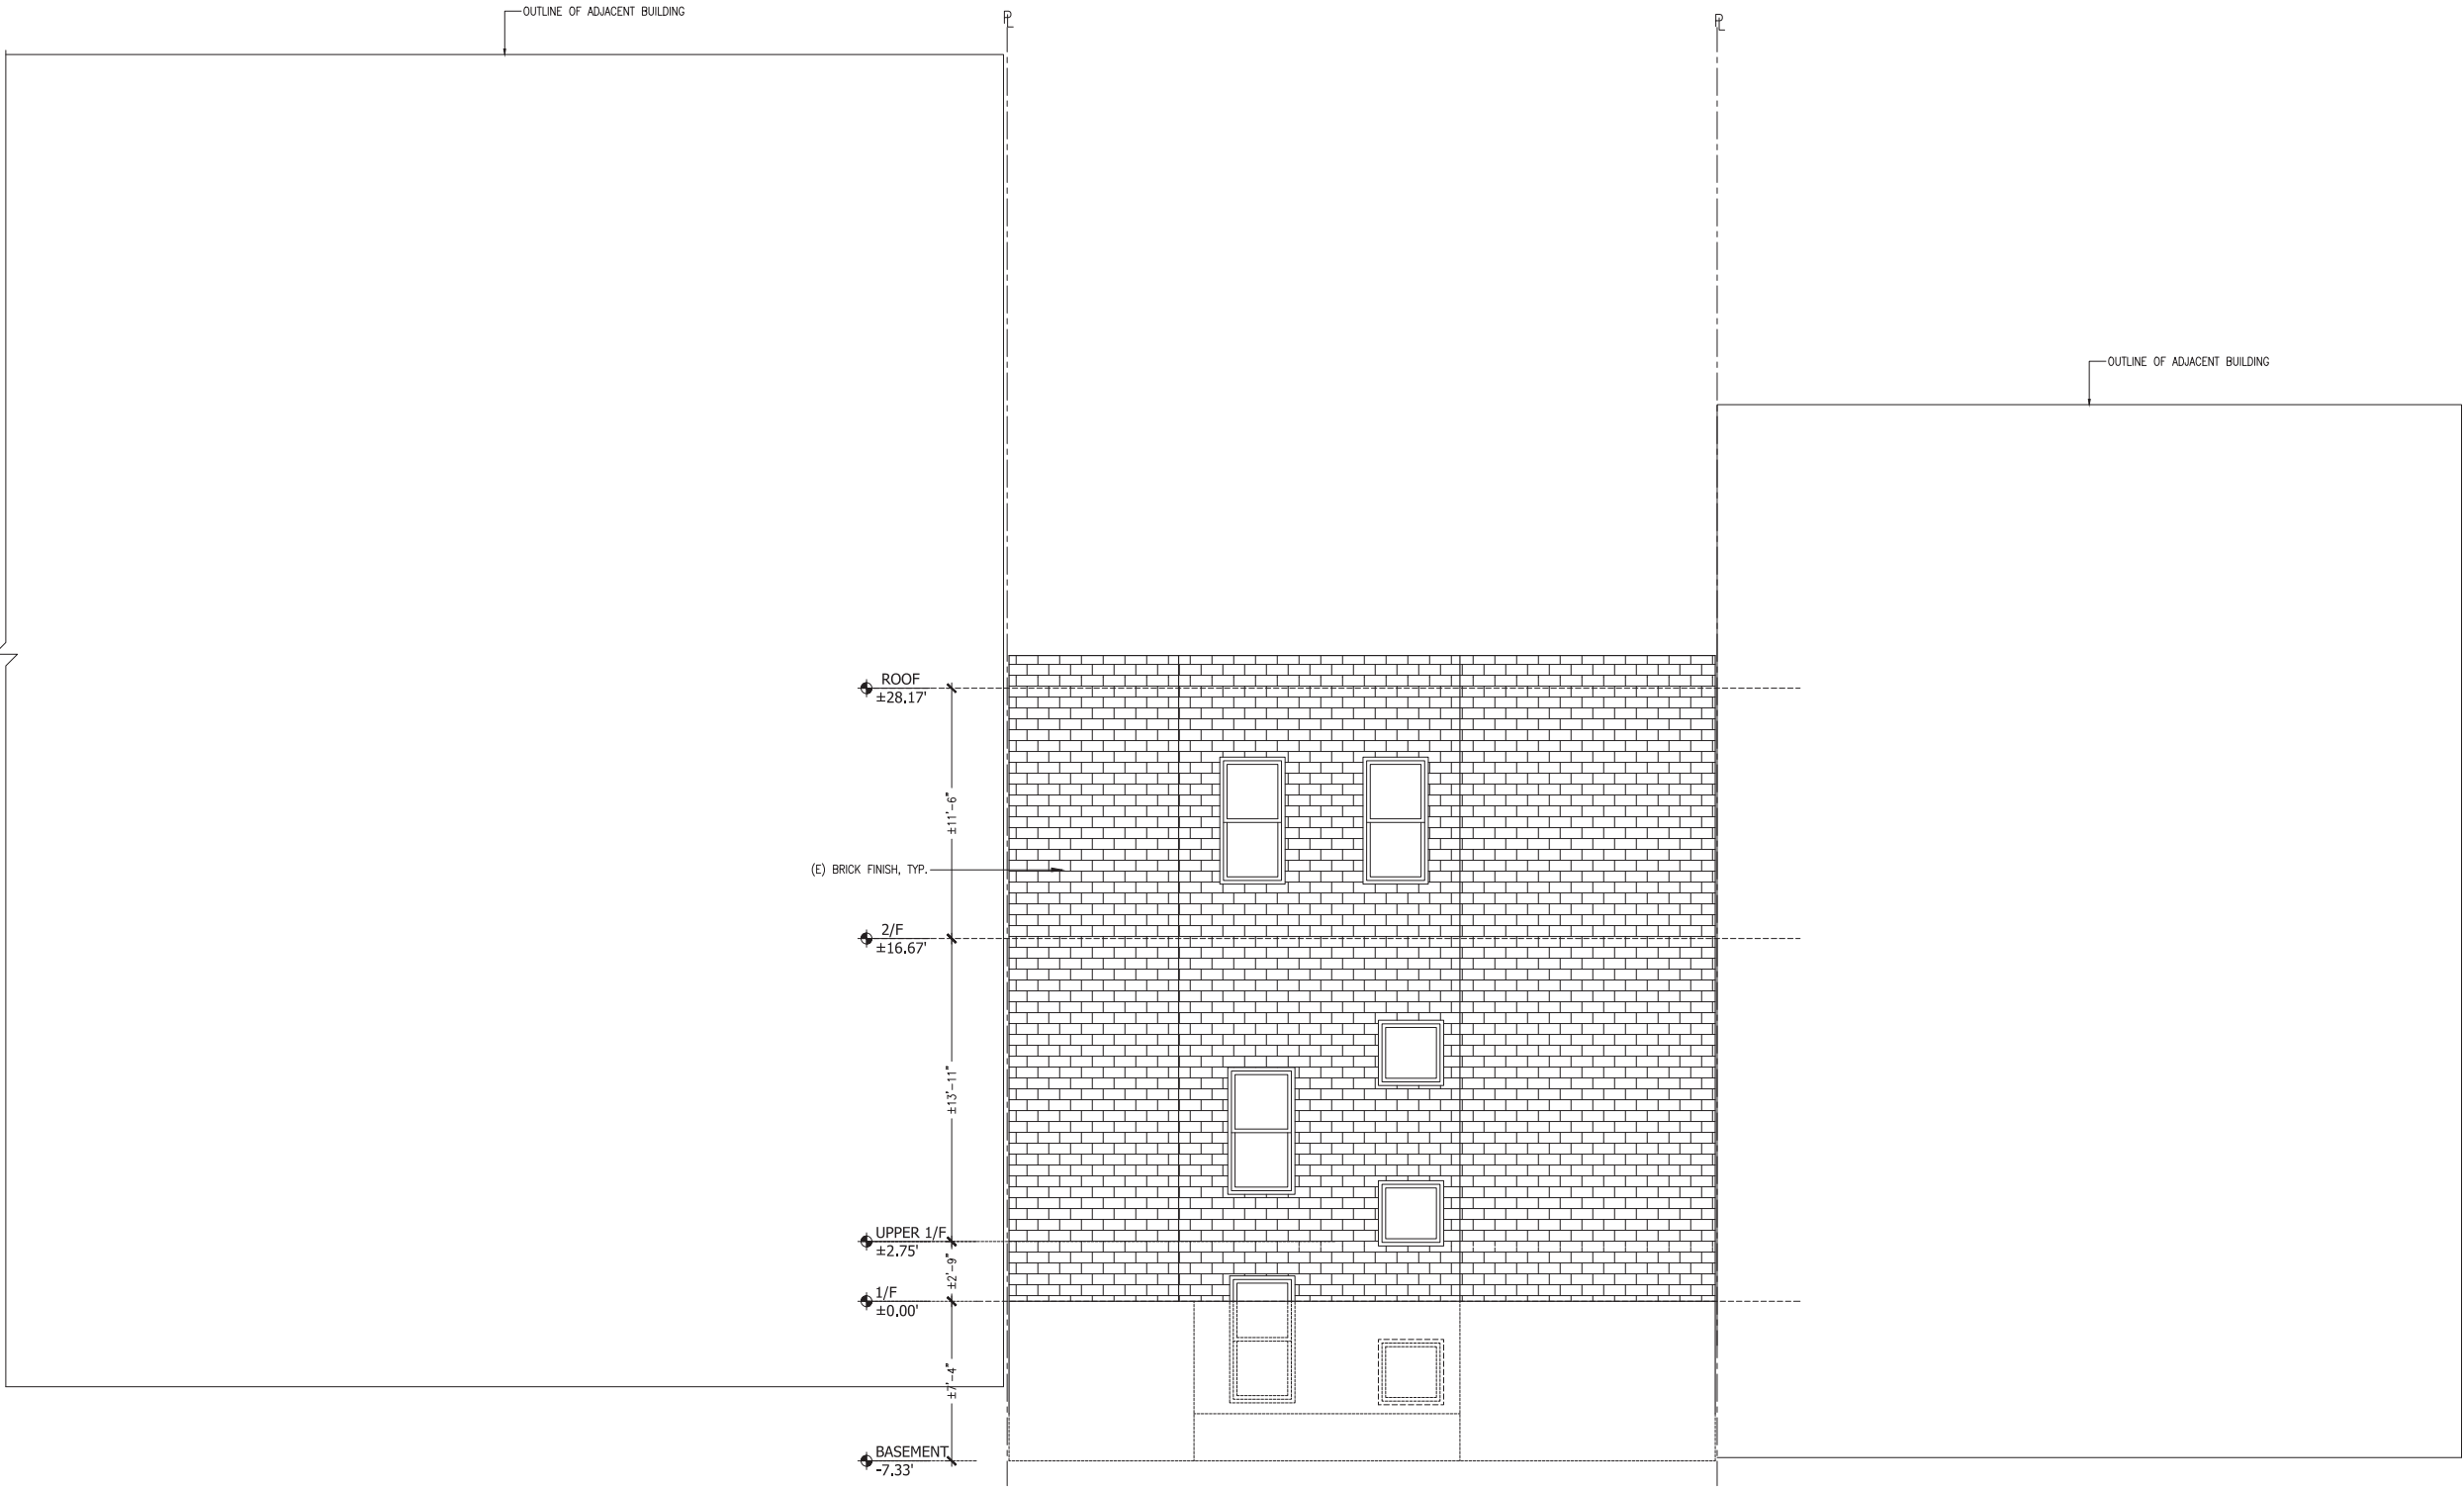 OUTLINE OF ADJACENT BUILDING
PL
PL
OUTLINE OF ADJACENT BUILDING
ROOF
±28.17'
±11'-6"
(E) BRICK FINISH, TYP.
2/F
±16.67'
±13'-11"
UPPER 1/F
±2.75'
±2'-9"
1/F
±0.00'
±7'-4"
BASEMENT
-7.33'